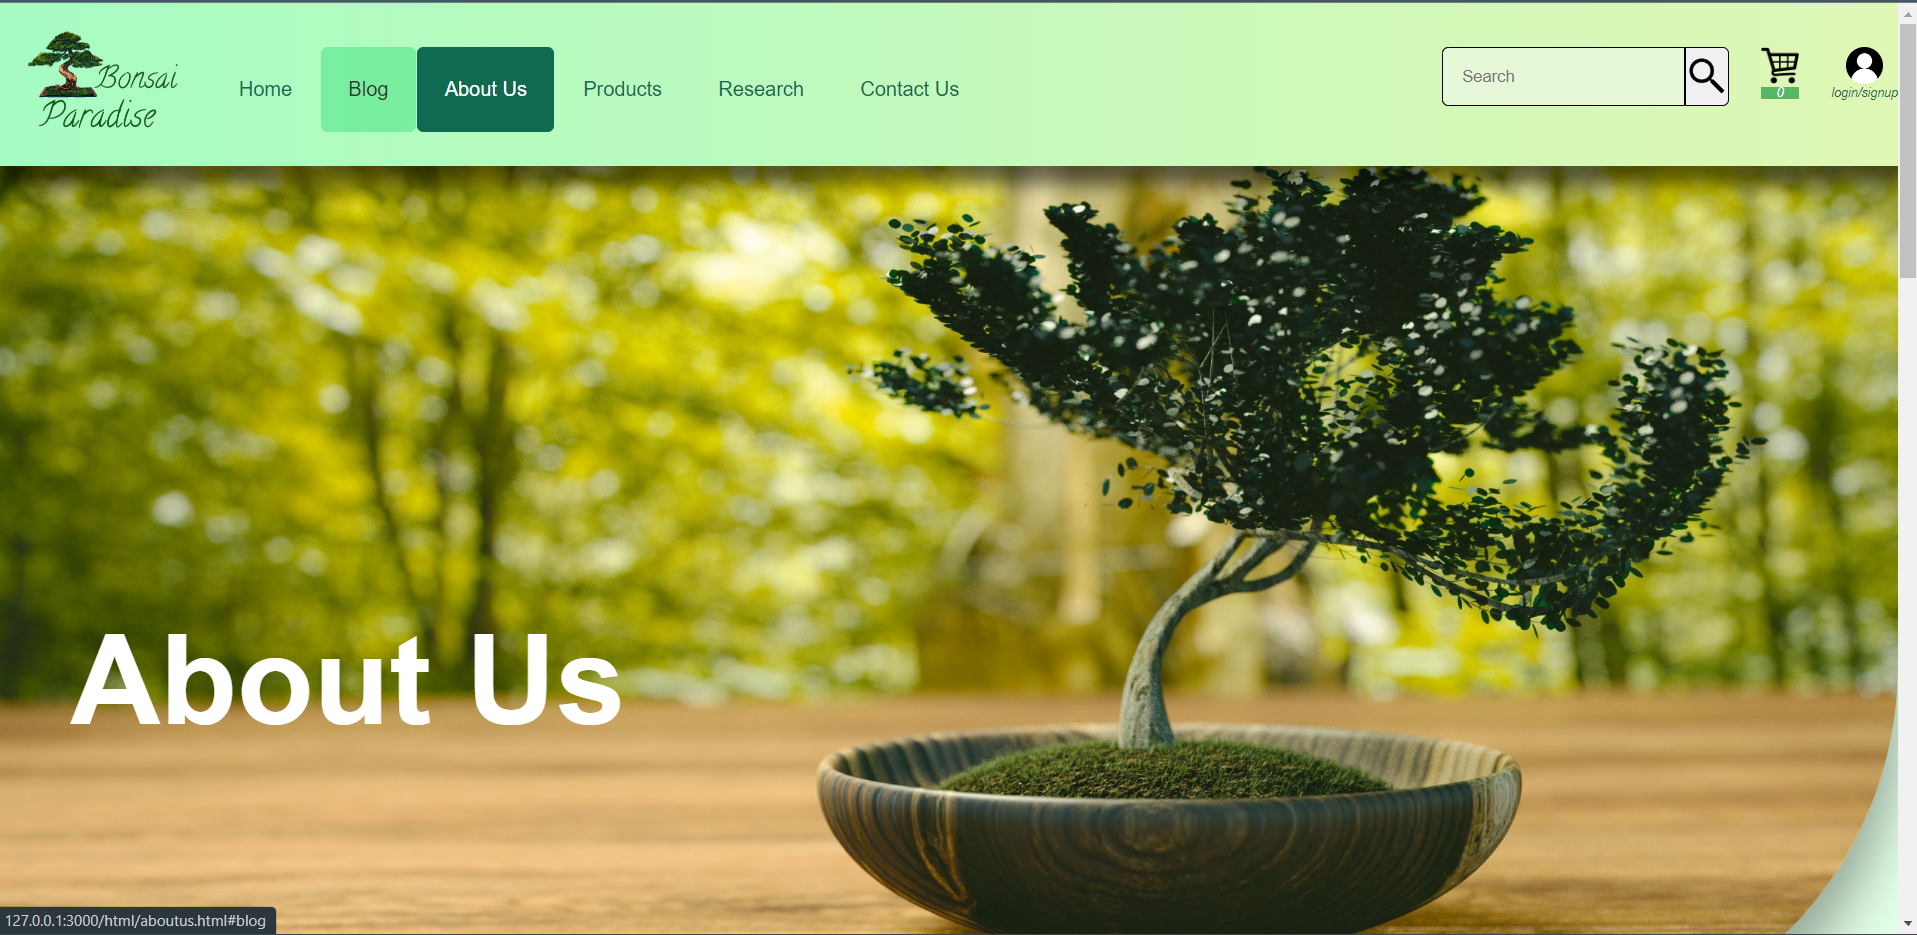 Bonsai
Paradise
Home
Blog
About Us
Products
Research
Contact Us
Search
0
login/signup
About Us
127.0.0.1:3000/html/aboutus.html#blog